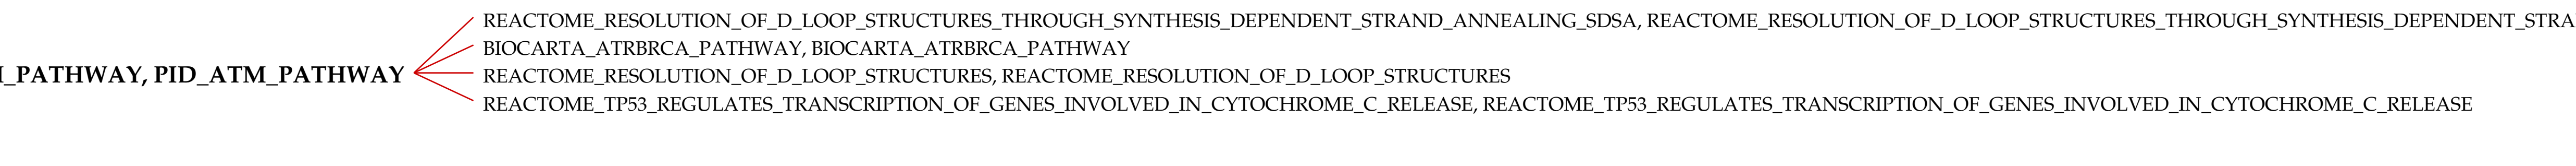 REACTOME_RESOLUTION_OF_D_LOOP_STRUCTURES_THROUGH_SYNTHESIS_DEPENDENT_STRAND_ANNEALING_SDSA, REACTOME_RESOLUTION_OF_D_LOOP_STRUCTURES_THROUGH_SYNTHESIS_DEPENDENT_STRA
BIOCARTA_ATRBRCA_PATHWAY, BIOCARTA_ATRBRCA_PATHWAY
_PATHWAY, PID_ATM_PATHWAY
REACTOME_RESOLUTION_OF_D_LOOP_STRUCTURES, REACTOME_RESOLUTION_OF_D_LOOP_STRUCTURES
REACTOME_TP53_REGULATES_TRANSCRIPTION_OF_GENES_INVOLVED_IN_CYTOCHROME_C_RELEASE, REACTOME_TP53_REGULATES_TRANSCRIPTION_OF_GENES_INVOLVED_IN_CYTOCHROME_C_RELEASE